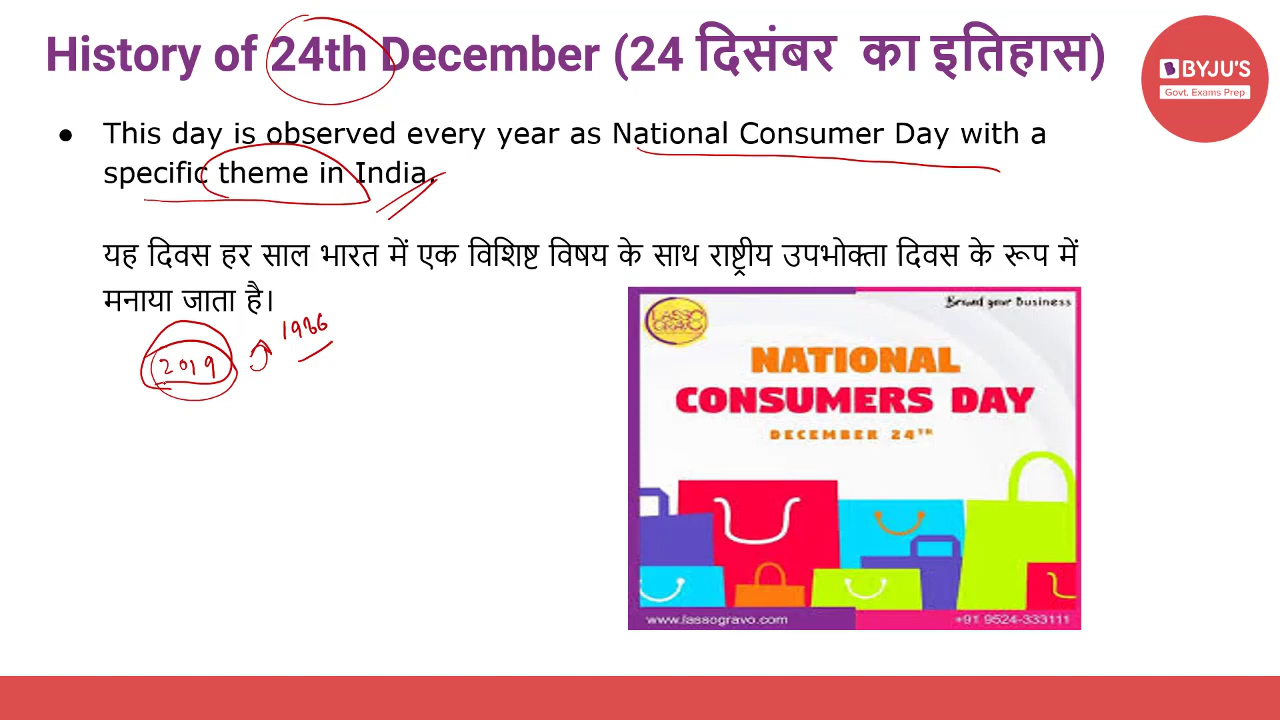 History of 24th December (24 दिसंबर का इतिहास)
BYJU'S
Govt. Exams Prep
● This day is observed every year as National Consumer Day with a
specific theme in India.
यह दिवस हर साल भारत में एक विशिष्ट विषय के साथ राष्ट्रीय उपभोक्ता दिवस के रूप में
मनाया जाता है।
2019
Brand your Business
LASSO
GRAVO
NATIONAL
CONSUMERS DAY
DECEMBER 24TH
www.lassogravo.com
+91 9524-333111